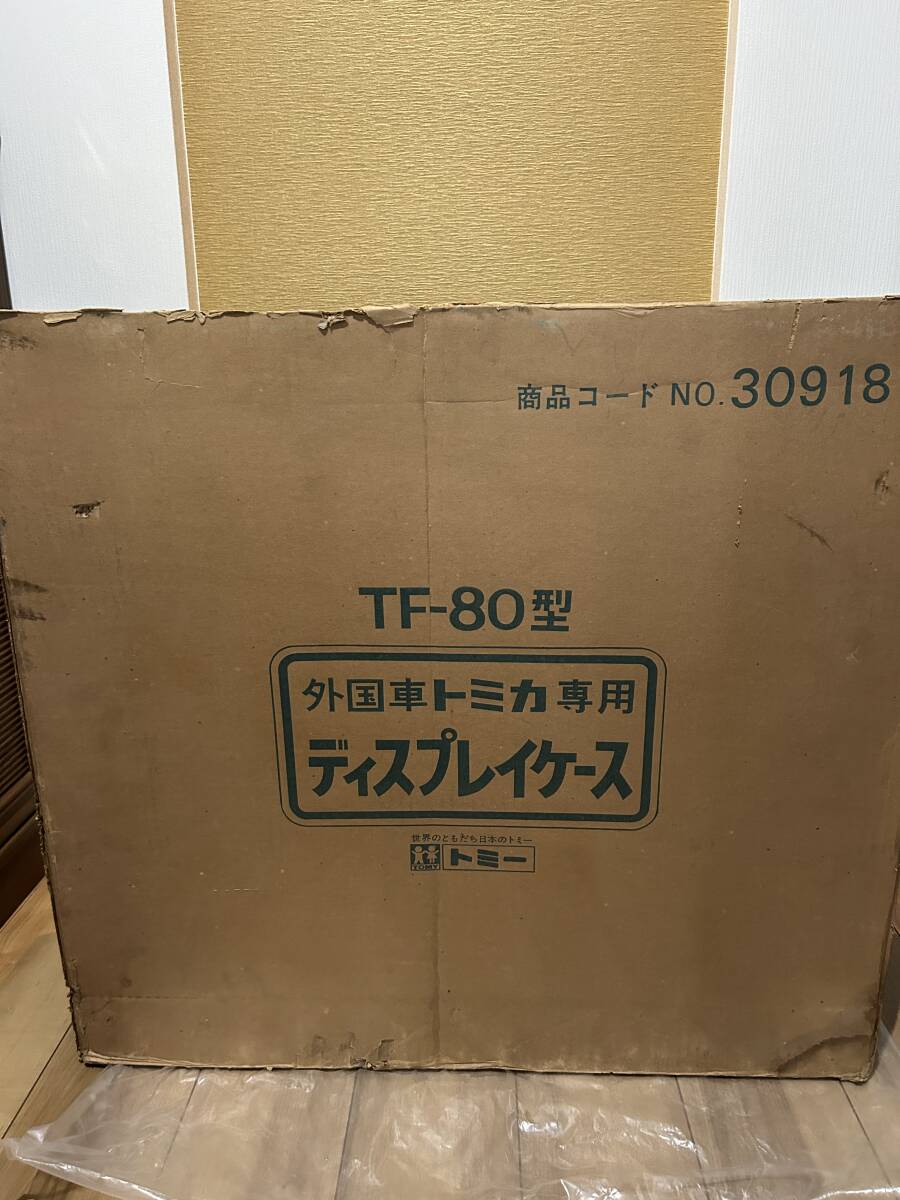 商品コード NO. 30918
TF-80型
外国車トミカ専用
ディスプレイケース
世界のともだち日本のトミー
TOMY トミー